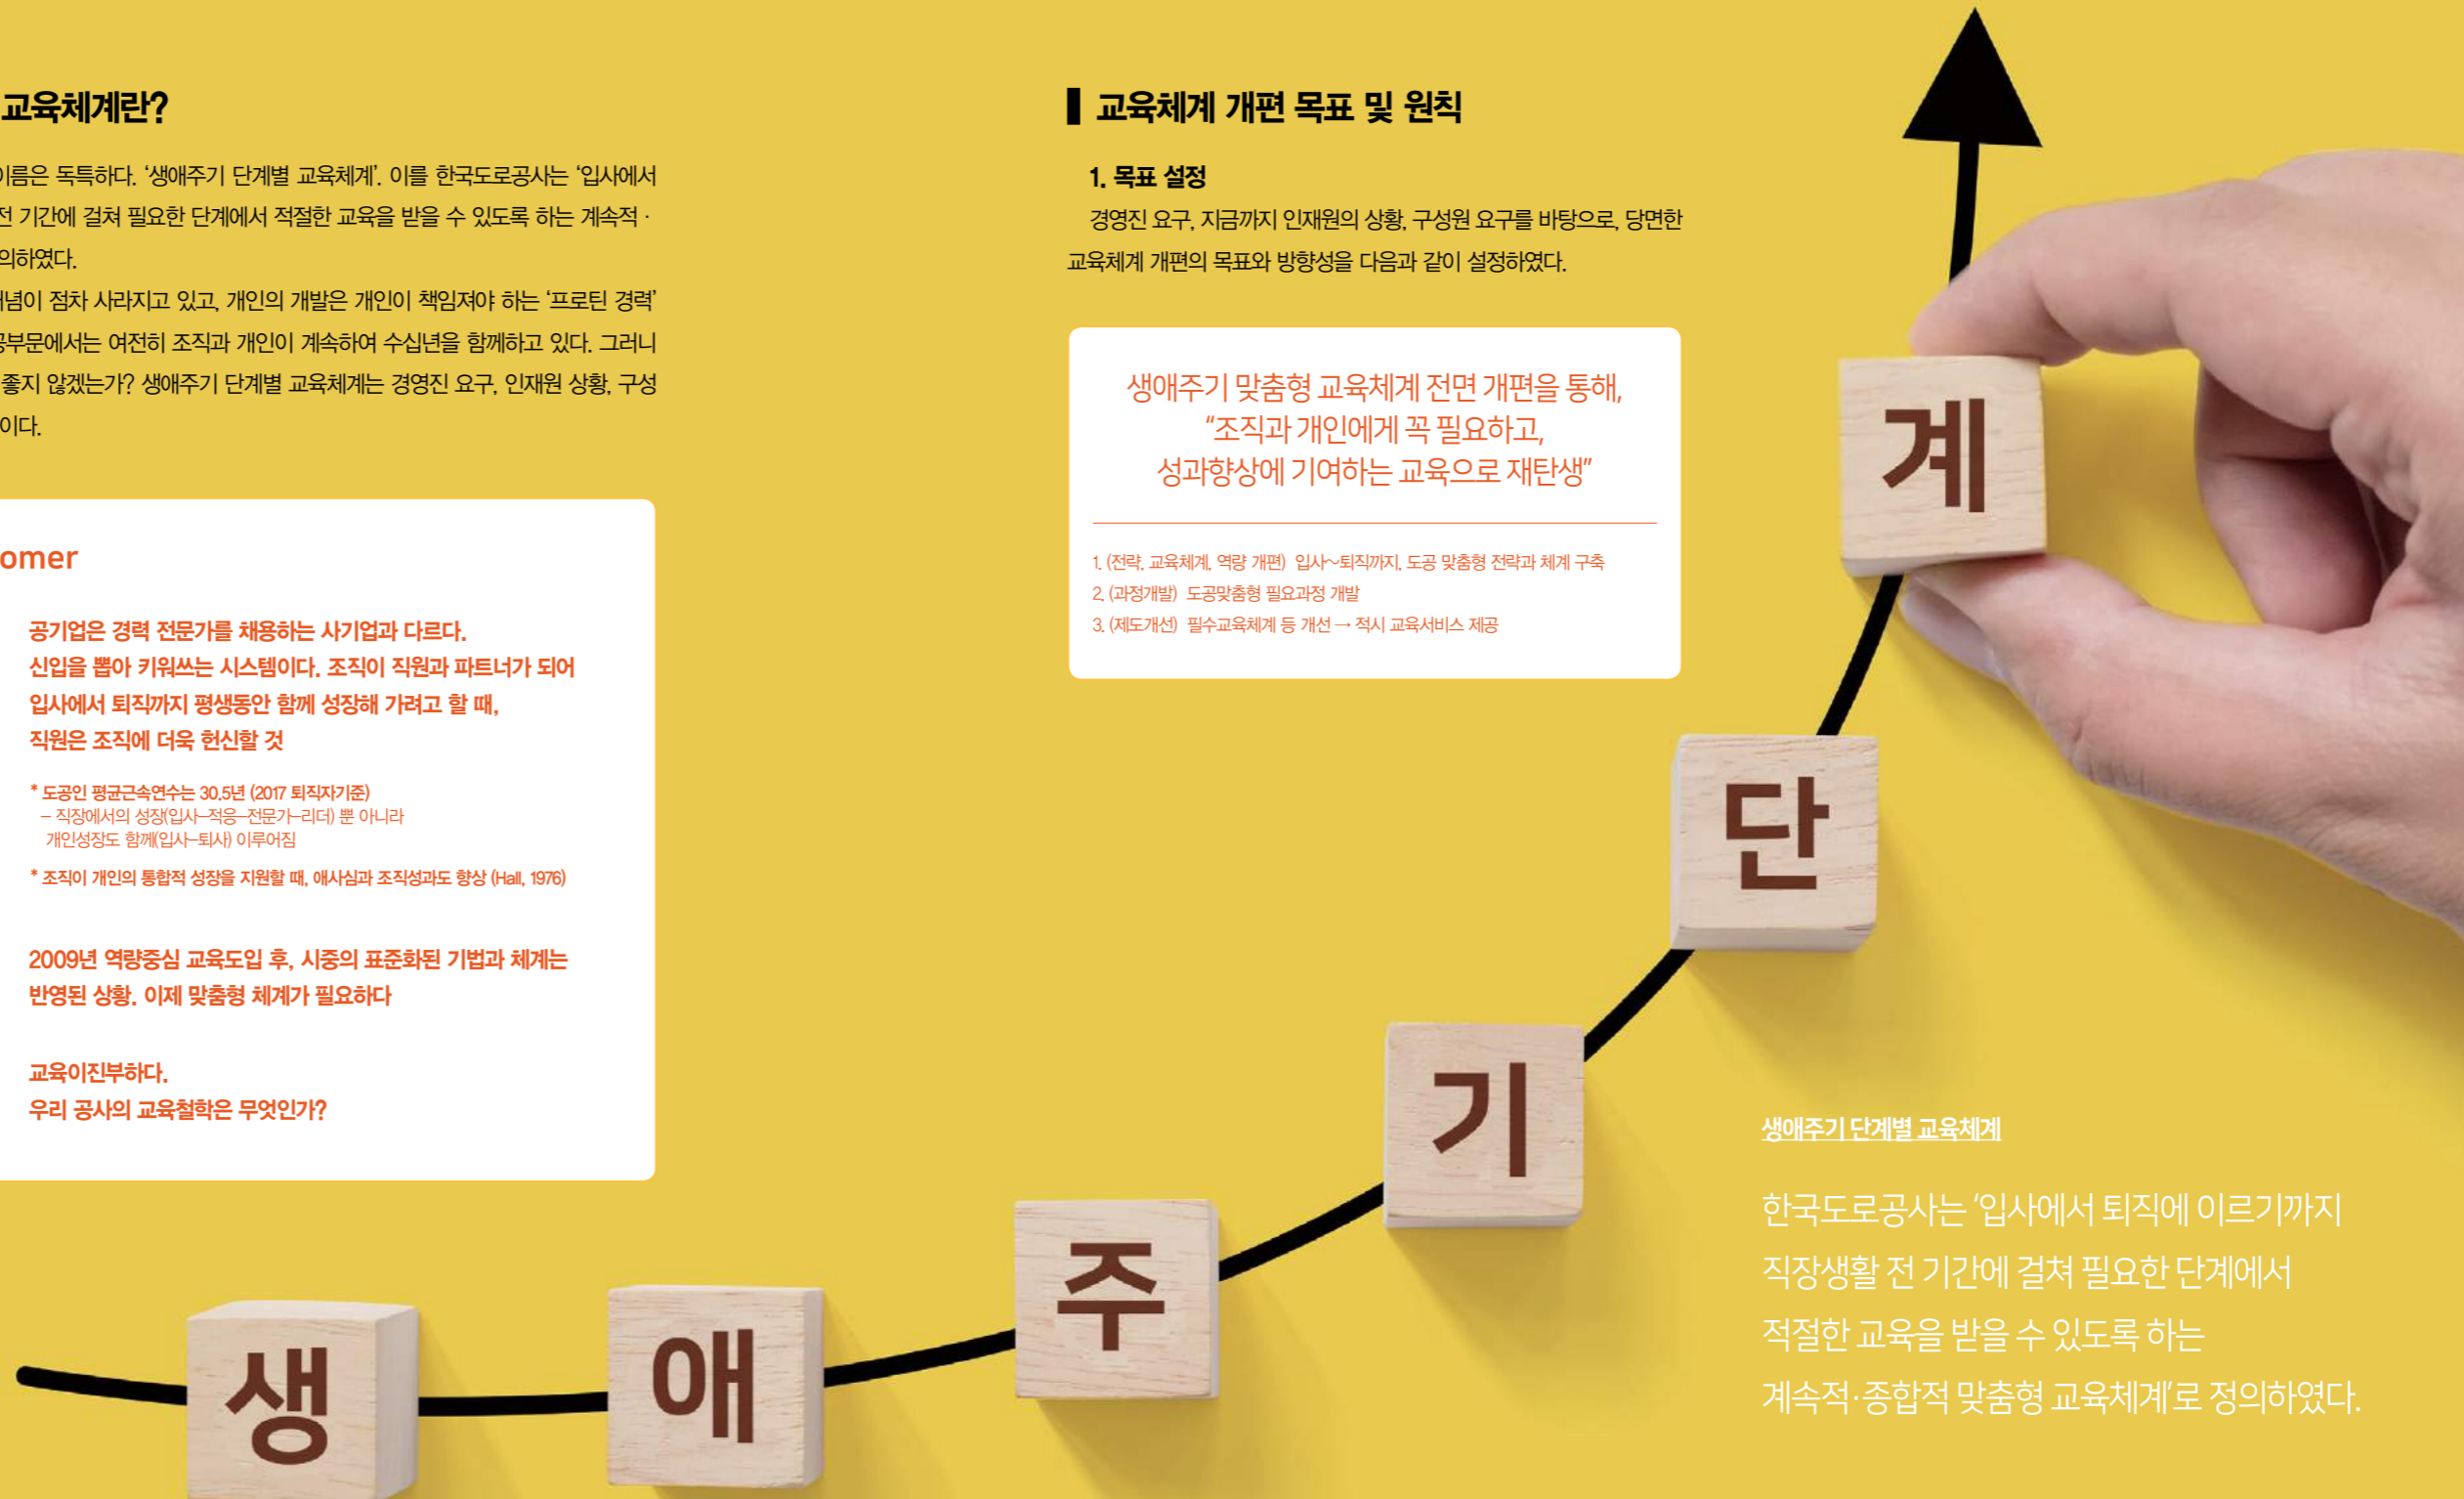 교육체계란?
이름은 독특하다. ‘생애주기 단계별 교육체계’. 이를 한국도로공사는 ‘입사에서
전 기간에 걸쳐 필요한 단계에서 적절한 교육을 받을 수 있도록 하는 계속적 ·
의하였다.
점차 사라지고 있고, 개인의 개발은 개인이 책임져야 하는 ‘프로틴 경력’
여전히 조직과 개인이 계속하여 수십년을 함께하고 있다. 그러니
좋지 않겠는가? 생애주기 단계별 교육체계는 경영진 요구, 인재원 상황, 구성
이다.
omer
공기업은 경력 전문가를 채용하는 사기업과 다르다.
신입을 뽑아 키워쓰는 시스템이다. 조직이 직원과 파트너가 되어
입사에서 퇴직까지 평생동안 함께 성장해 가려고 할 때,
직원은 조직에 더욱 헌신할 것
* 도공인 평균근속연수는 30.5년 (2017 퇴직자기준)
– 직장에서의 성장(입사–적응–전문가–리더) 뿐 아니라
개인성장도 함께(입사–퇴사) 이루어짐
* 조직이 개인의 통합적 성장을 지원할 때, 애사심과 조직성과도 향상 (Hall, 1976)
2009년 역량중심 교육도입 후, 시중의 표준화된 기법과 체계는
반영된 상황. 이제 맞춤형 체계가 필요하다
교육이진부하다.
우리 공사의 교육철학은 무엇인가?
교육체계 개편 목표 및 원칙
1. 목표 설정
경영진 요구, 지금까지 인재원의 상황, 구성원 요구를 바탕으로, 당면한
교육체계 개편의 목표와 방향성을 다음과 같이 설정하였다.
생애주기 맞춤형 교육체계 전면 개편을 통해,
“조직과 개인에게 꼭 필요하고,
성과향상에 기여하는 교육으로 재탄생”
1. (전략, 교육체계, 역량 개편) 입사～퇴직까지, 도공 맞춤형 전략과 체계 구축
2. (과정개발) 도공맞춤형 필요과정 개발
3. (제도개선) 필수교육체계 등 개선 → 적시 교육서비스 제공
생
애
주
기
단
계
생애주기 단계별 교육체계
한국도로공사는 ‘입사에서 퇴직에 이르기까지
직장생활 전 기간에 걸쳐 필요한 단계에서
적절한 교육을 받을 수 있도록 하는
계속적·종합적 맞춤형 교육체계’로 정의하였다.